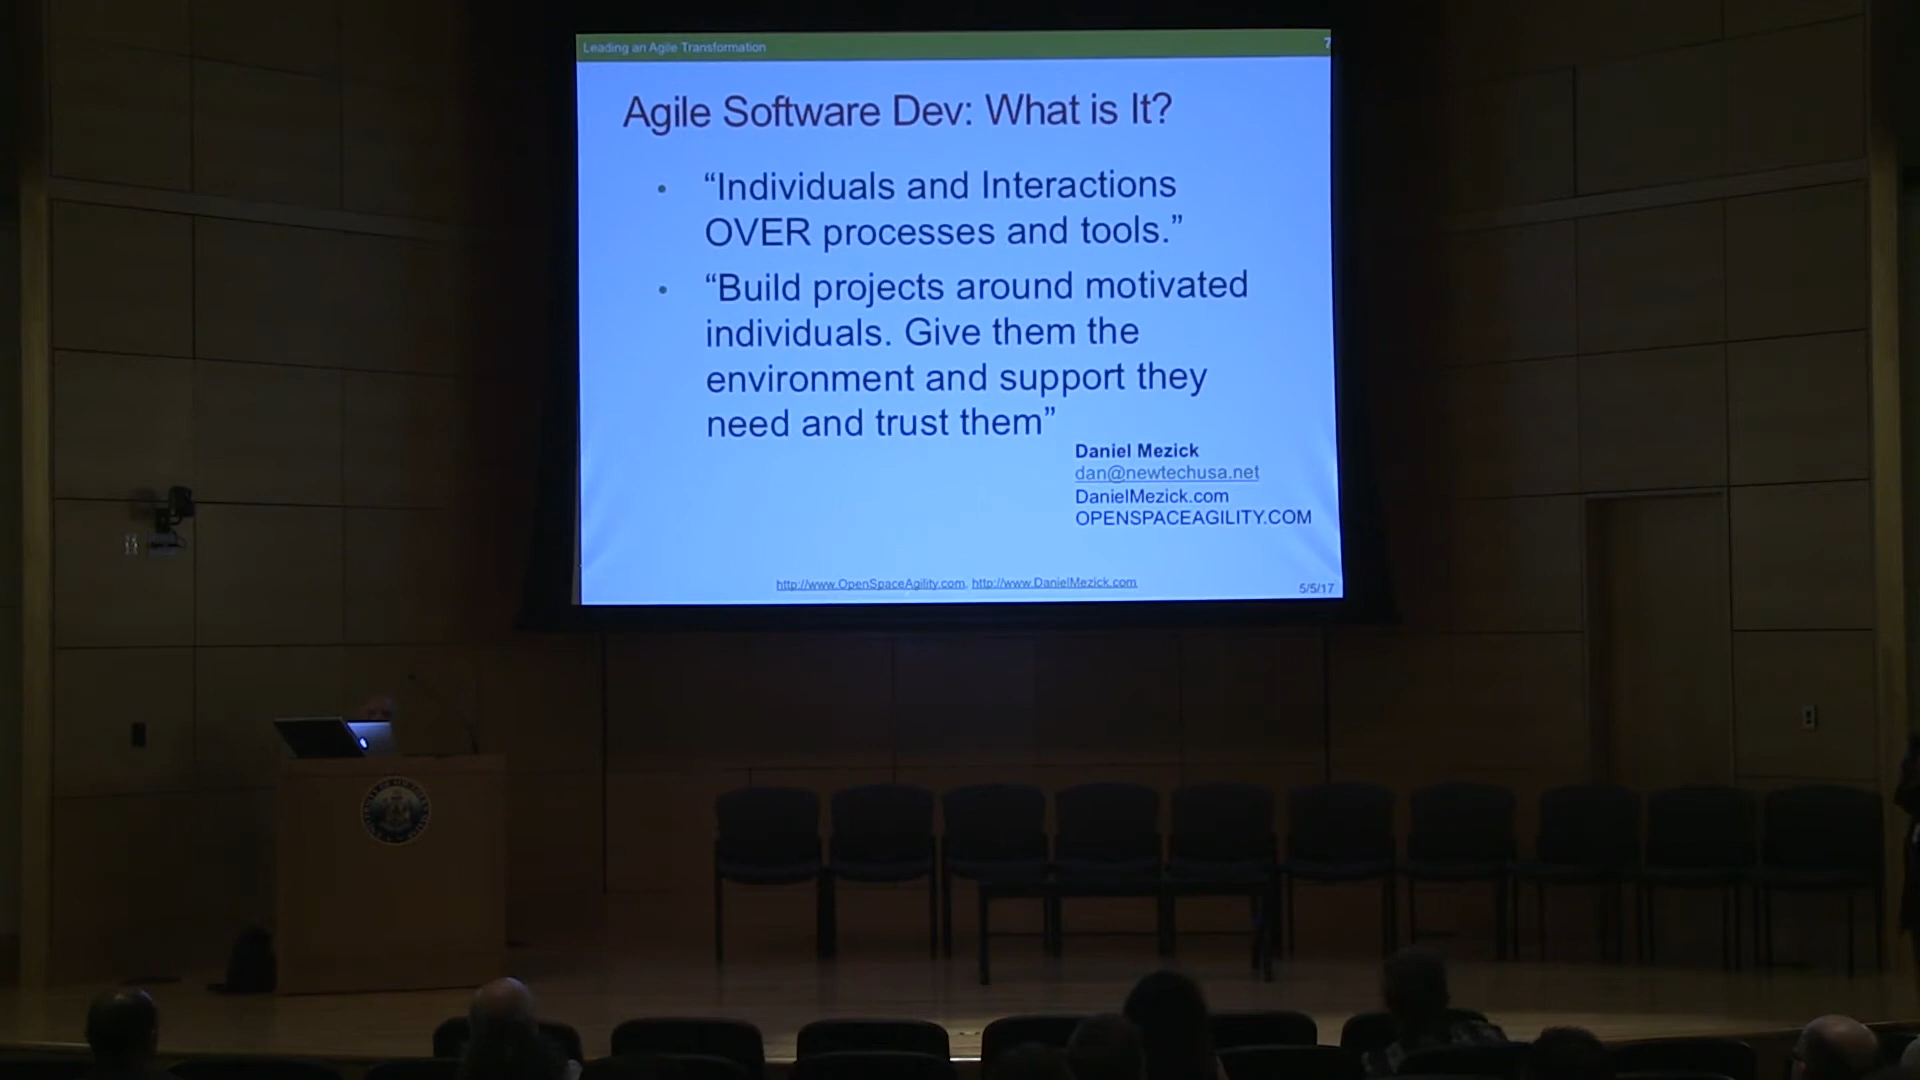 Leading an Agile Transformation
7
Agile Software Dev: What is It?
• “Individuals and Interactions
OVER processes and tools.”
• “Build projects around motivated
individuals. Give them the
environment and support they
need and trust them”
Daniel Mezick
dan@newtechusa.net
DanielMezick.com
OPENSPACEAGILITY.COM
http://www.OpenSpaceAgility.com, http://www.DanielMezick.com
5/5/17